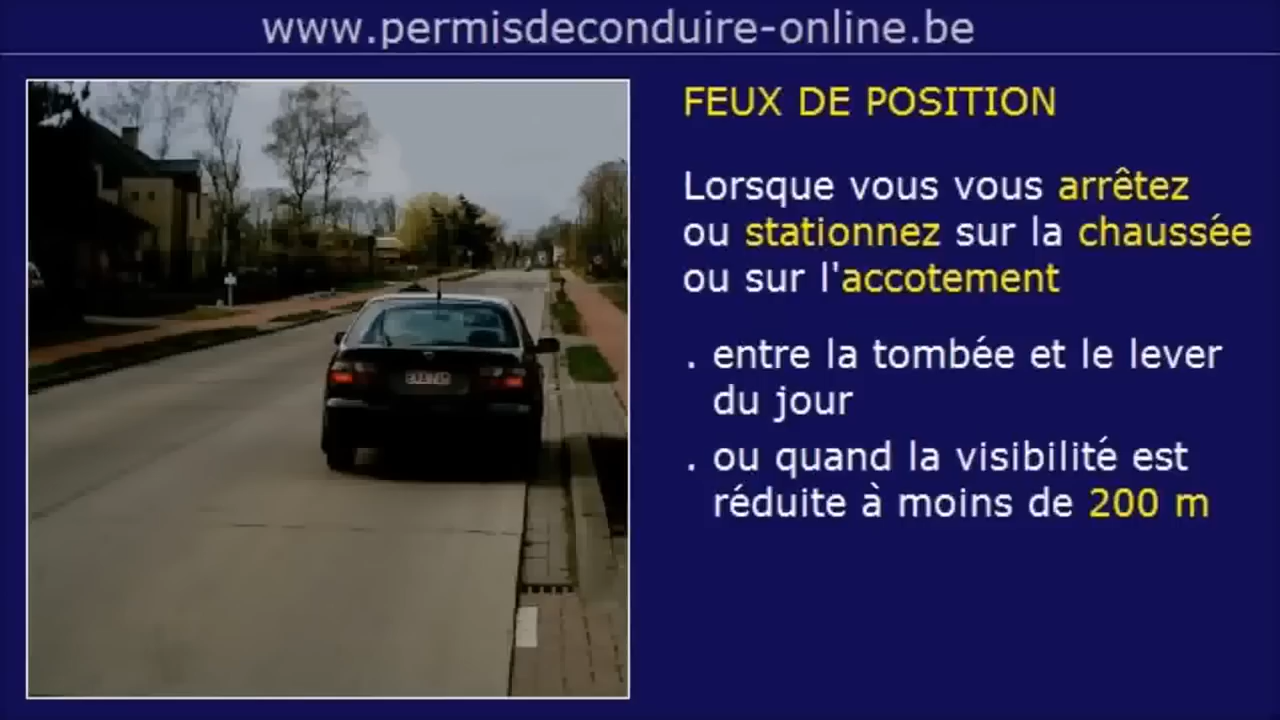 www.permisdeconduire-online.be
FEUX DE POSITION
Lorsque vous vous arrêtez
ou stationnez sur la chaussée
ou sur l'accotement
. entre la tombée et le lever
du jour
. ou quand la visibilité est
réduite à moins de 200 m